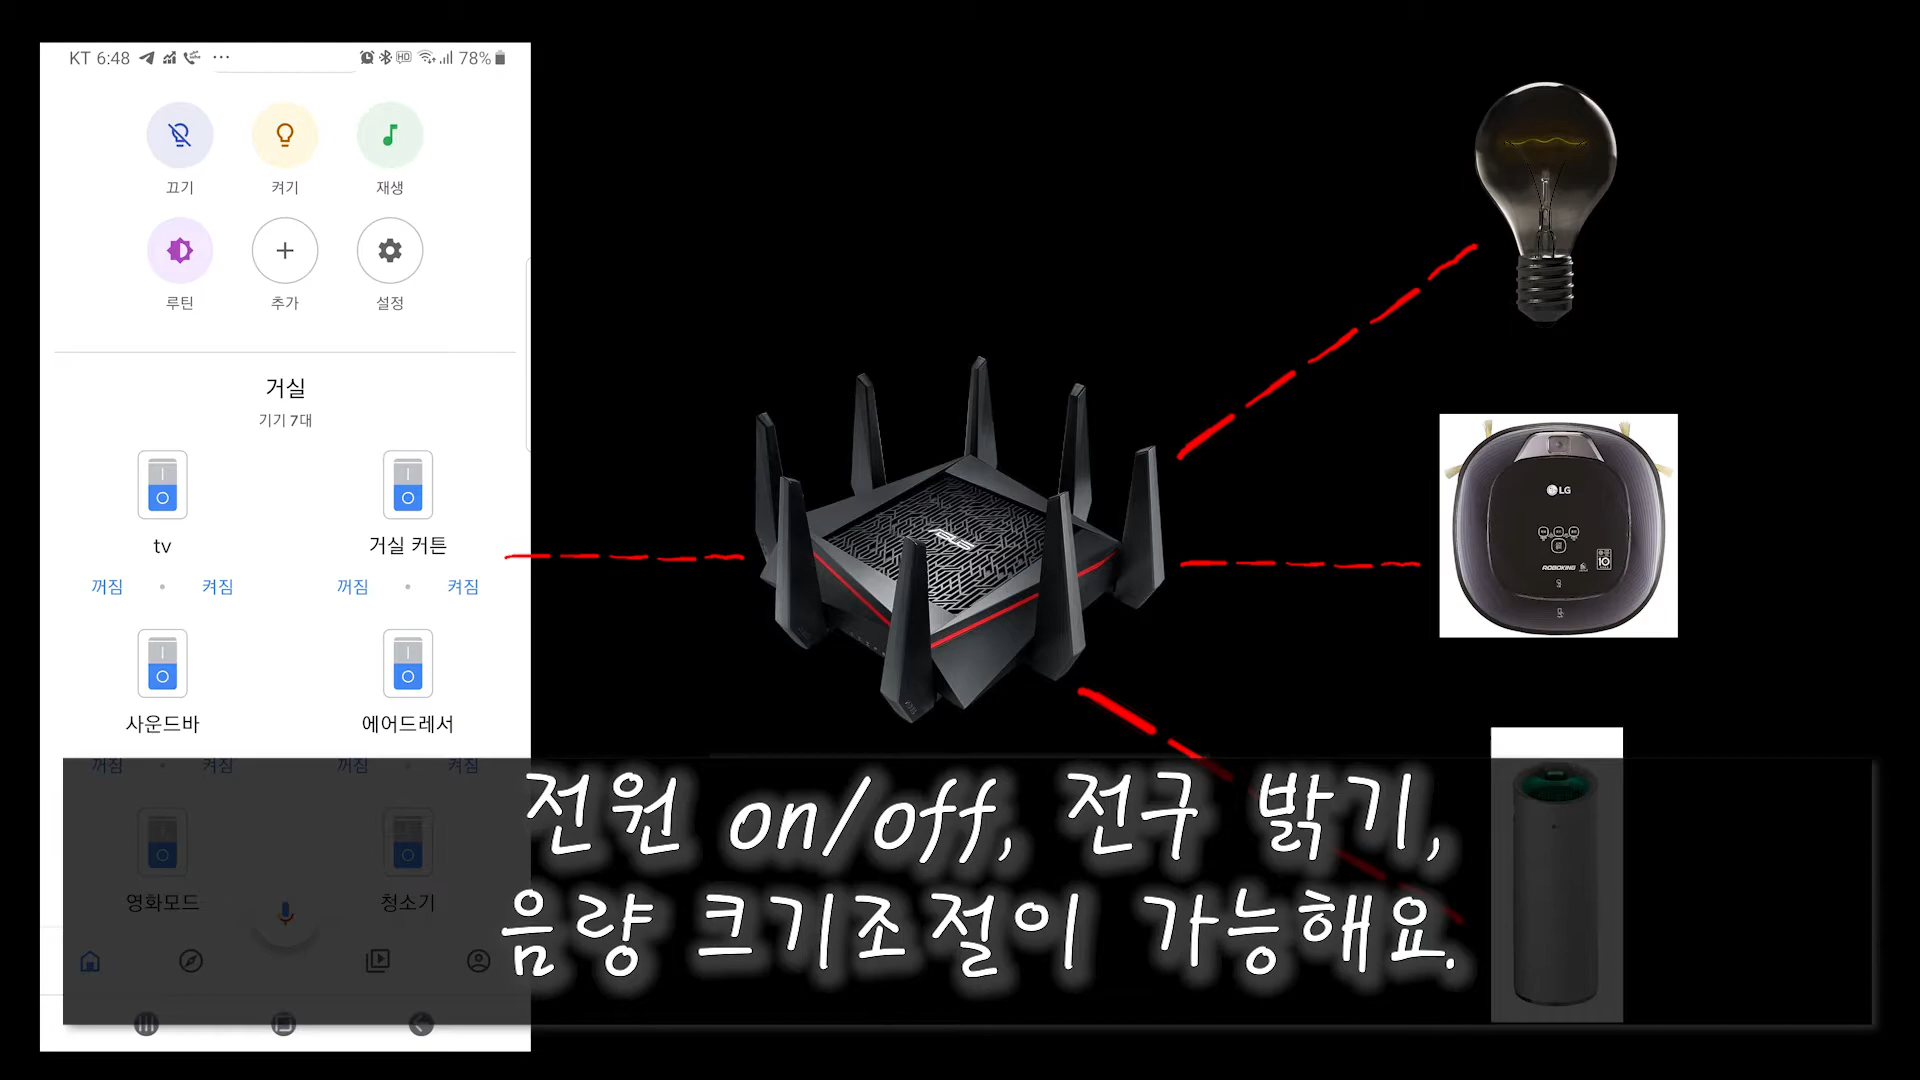 KT 6:48
78%
끄기 켜기 재생
루틴 추가 설정
거실
기기 7대
tv 거실 커튼
꺼짐 • 켜짐 꺼짐 • 켜짐
사운드바 에어드레서
꺼짐 • 켜짐 꺼짐 • 켜짐
영화모드 청소기
ASUS
LG
ROBOKING
10
전원 on/off, 전구 밝기,
음량 크기조절이 가능해요.